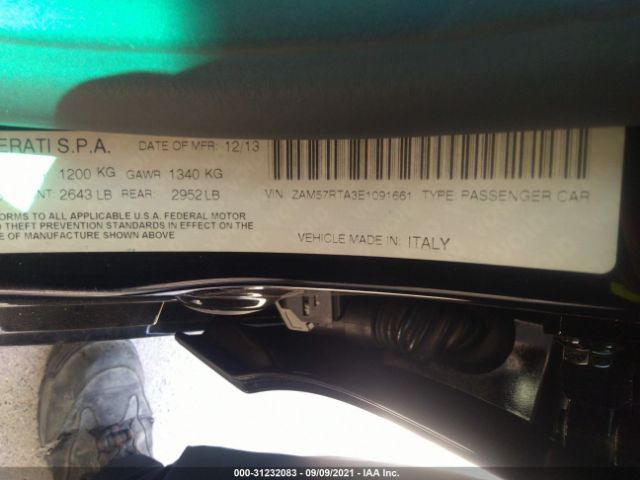 ERATI S.P.A. DATE OF MFR: 12/13
1200 KG GAWR 1340 KG
NT: 2643 LB REAR: 2952 LB
VIN: ZAM57RTA3E1091661 TYPE: PASSENGER CAR
ORMS TO ALL APPLICABLE U.S.A. FEDERAL MOTOR
THEFT PREVENTION STANDARDS IN EFFECT ON
E OF MANUFACTURE SHOWN ABOVE
VEHICLE MADE IN: ITALY
000-31232083 - 09/09/2021 - IAA Inc.